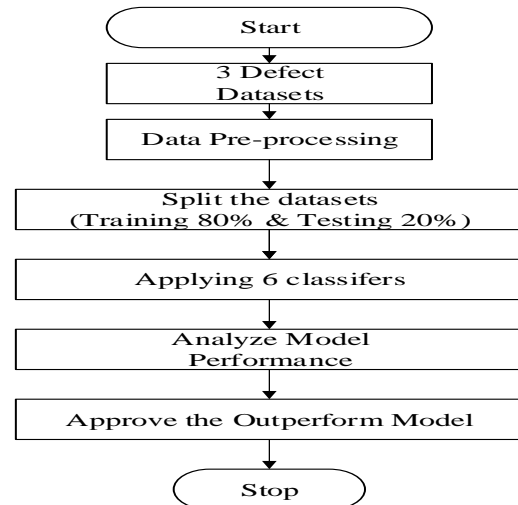 Start
3 Defect
Datasets
Data Pre-processing
Split the datasets
(Training 80% & Testing 20%)
Applying 6 classifers
Analyze Model
Performance
Approve the Outperform Model
Stop